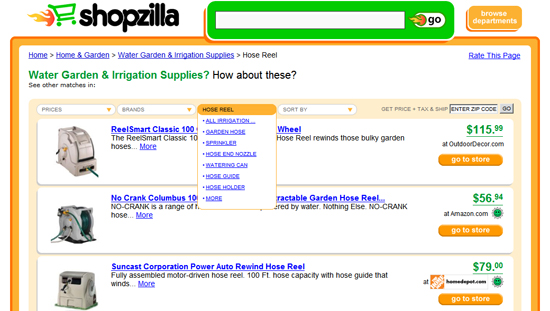 shopzilla
go
browse
departments
Home > Home & Garden > Water Garden & Irrigation Supplies > Hose Reel
Rate This Page
Water Garden & Irrigation Supplies? How about these?
See other matches in:
PRICES
BRANDS
HOSE REEL
SORT BY
GET PRICE + TAX & SHIP
ENTER ZIP CODE
GO
• ALL IRRIGATION ...
• GARDEN HOSE
• SPRINKLER
• HOSE END NOZZLE
• WATERING CAN
• HOSE GUIDE
• HOSE HOLDER
• MORE
ReelSmart Classic 100 Wheel
The ReelSmart Classic 10 Reel rewinds those bulky garden
hoses... More
$115.99
at OutdoorDecor.com
go to store
No Crank Columbus 100 tractable Garden Hose Reel...
NO-CRANK is a range of ered by water. Nothing Else. NO-CRANK
hose... More
$56.94
at Amazon.com
go to store
Suncast Corporation Power Auto Rewind Hose Reel
Fully assembled motor-driven hose reel. 100 Ft. hose capacity with hose guide that
winds... More
$79.00
at homedepot.com
go to store